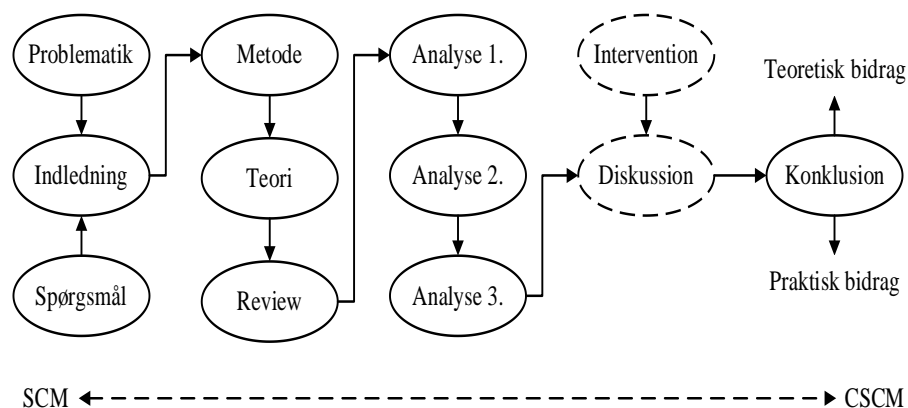 Problematik
Indledning
Spørgsmål
Metode
Teori
Review
Analyse 1.
Analyse 2.
Analyse 3.
Intervention
Diskussion
Teoretisk bidrag
Konklusion
Praktisk bidrag
SCM
CSCM